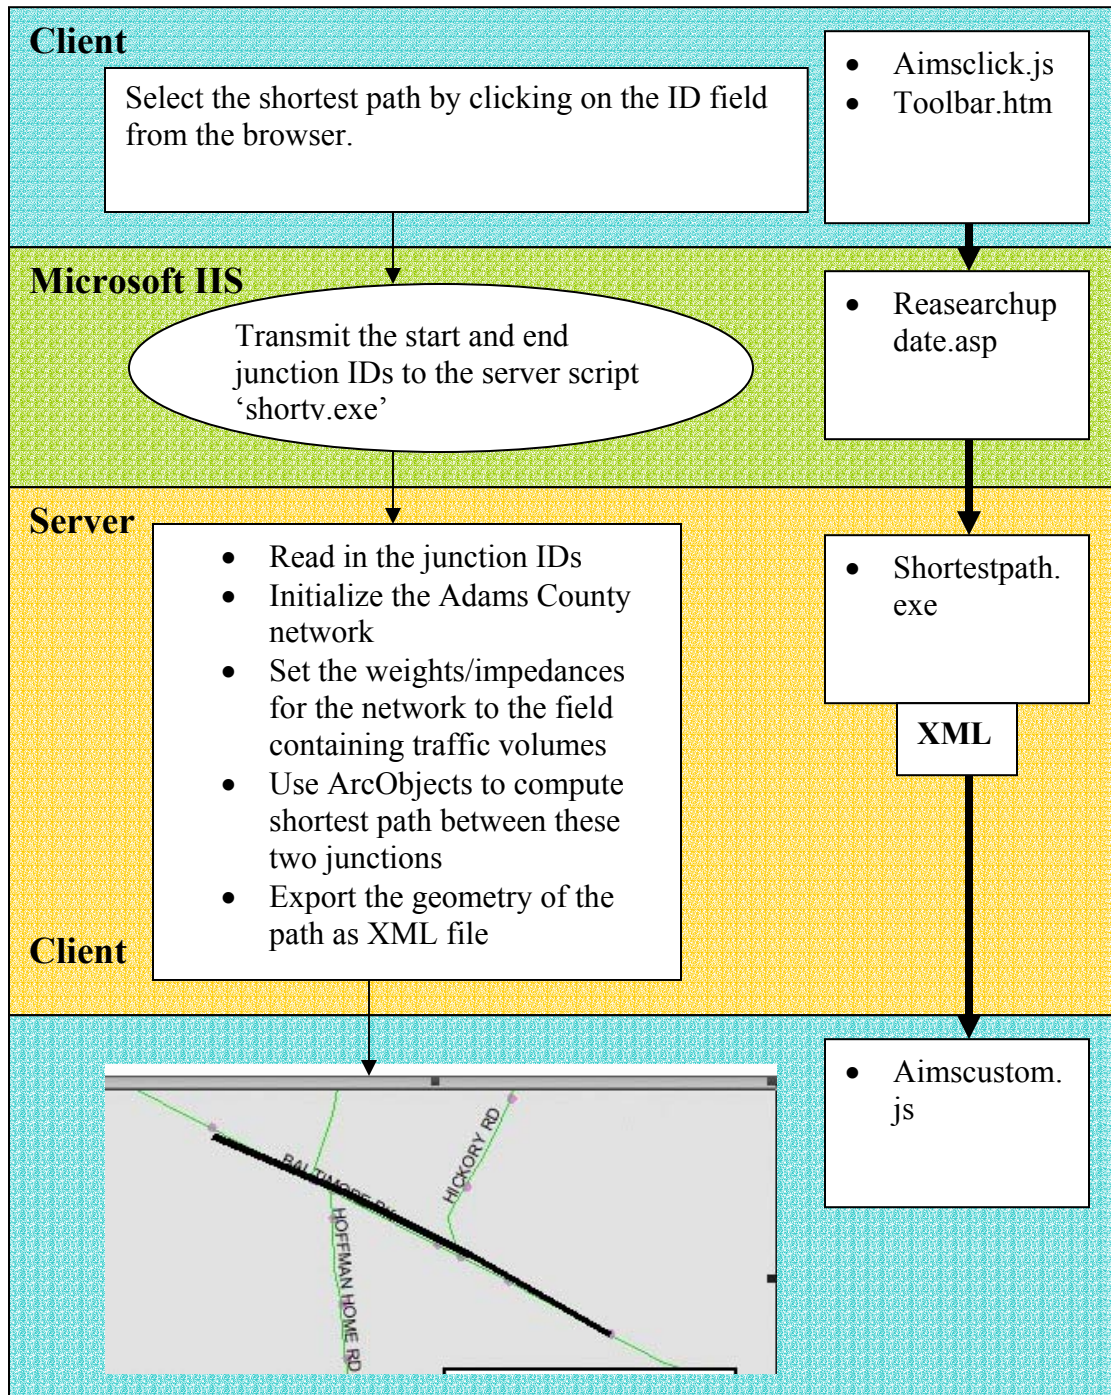 Client
Select the shortest path by clicking on the ID field
from the browser.
• Aimsclick.js
• Toolbar.htm
Microsoft IIS
Transmit the start and end
junction IDs to the server script
‘shortv.exe’
• Reasearchup
date.asp
Server
• Read in the junction IDs
• Initialize the Adams County
network
• Set the weights/impedances
for the network to the field
containing traffic volumes
• Use ArcObjects to compute
shortest path between these
two junctions
• Export the geometry of the
path as XML file
• Shortestpath.
exe
XML
Client
• Aimscustom.
js
BALTIMORE
HICKORY RD
HOFFMAN HOME RD